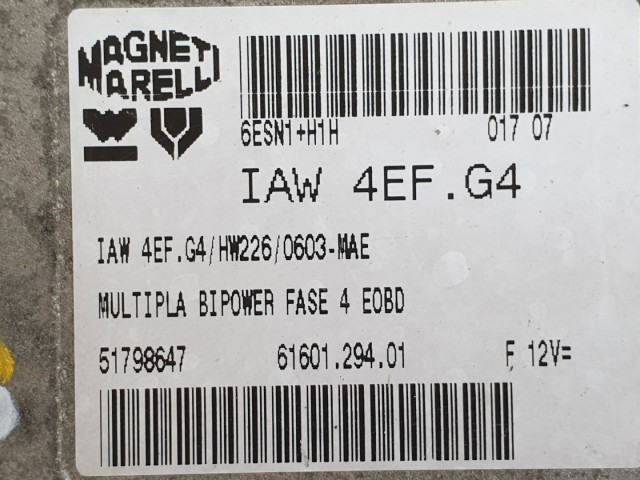 MAGNETI
MARELLI
6ESN1+H1H 017 07
IAW 4EF.G4
IAW 4EF.G4/HW226/0603-MAE
MULTIPLA BIPOWER FASE 4 EOBD
51798647 61601.294.01 F 12V=